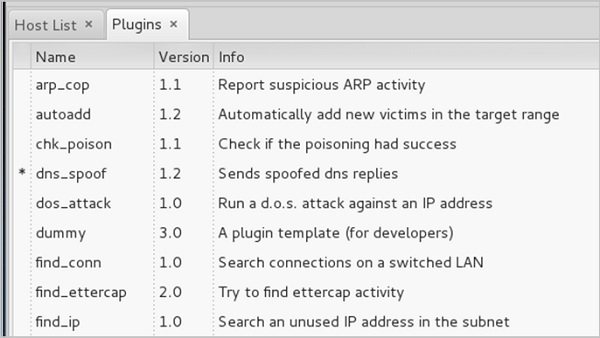 Host List × Plugins ×
Name Version Info
arp_cop 1.1 Report suspicious ARP activity
autoadd 1.2 Automatically add new victims in the target range
chk_poison 1.1 Check if the poisoning had success
* dns_spoof 1.2 Sends spoofed dns replies
dos_attack 1.0 Run a d.o.s. attack against an IP address
dummy 3.0 A plugin template (for developers)
find_conn 1.0 Search connections on a switched LAN
find_ettercap 2.0 Try to find ettercap activity
find_ip 1.0 Search an unused IP address in the subnet